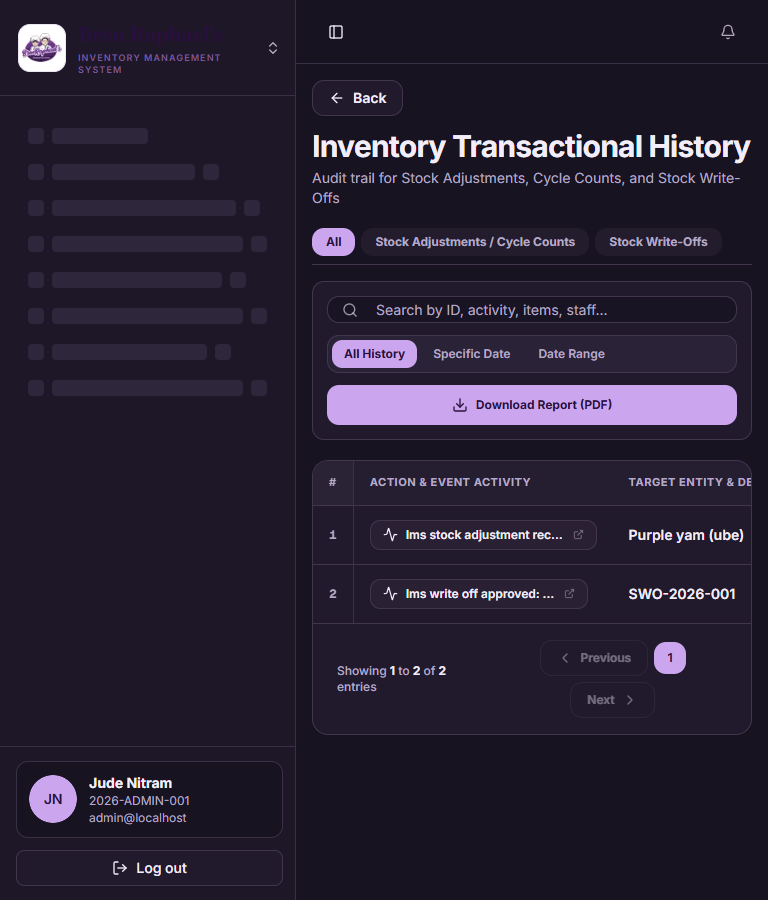 INVENTORY MANAGEMENT
SYSTEM
Back
Inventory Transactional History
Audit trail for Stock Adjustments, Cycle Counts, and Stock Write-
Offs
All
Stock Adjustments / Cycle Counts
Stock Write-Offs
Search by ID, activity, items, staff...
All History
Specific Date
Date Range
Download Report (PDF)
#
ACTION & EVENT ACTIVITY
TARGET ENTITY & DE
1
Ims stock adjustment rec...
Purple yam (ube)
2
Ims write off approved: ...
SWO-2026-001
Showing 1 to 2 of 2
entries
Previous
1
Next
JN
Jude Nitram
2026-ADMIN-001
admin@localhost
Log out